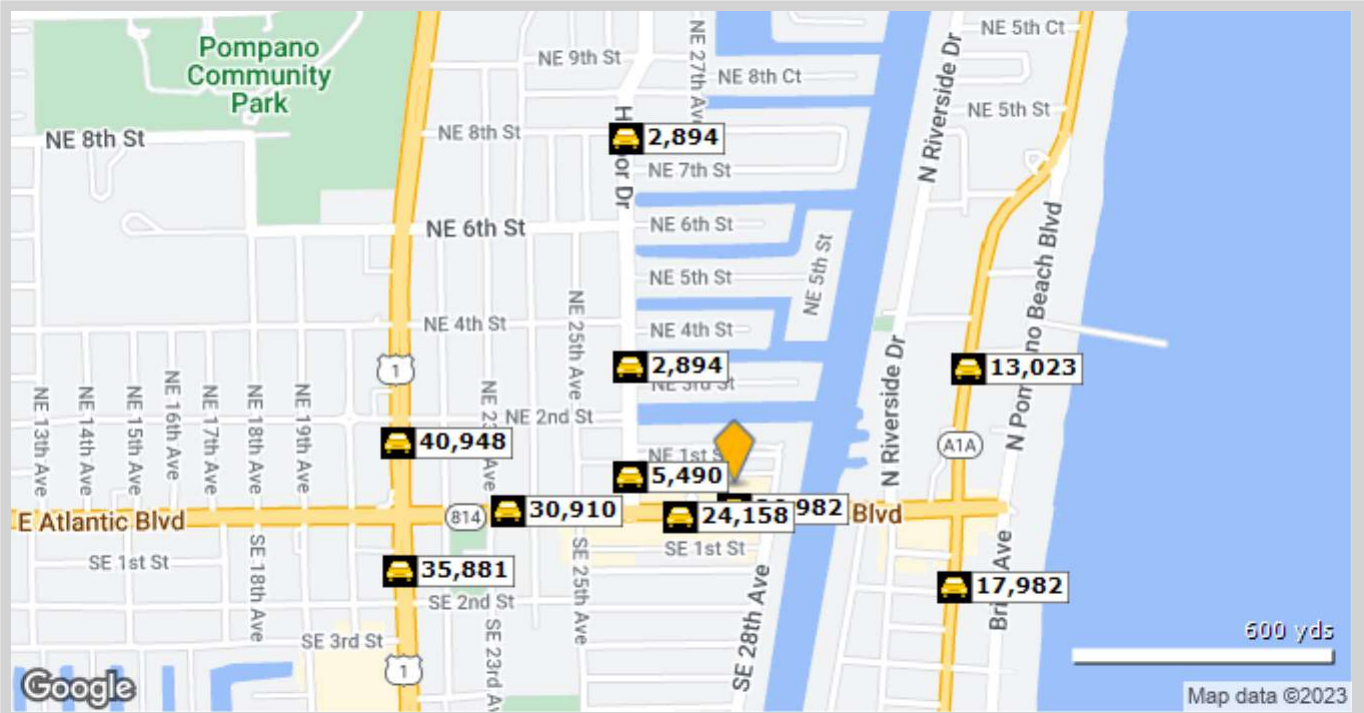 NE 5th Ct
Pompano
Community
Park
NE 9th St
NE 27th Ave
NE 8th Ct
N Riverside Dr
NE 5th St
NE 8th St
NE 8th St
2,894
NE 7th St
NE 6th St
NE 6th St
N Pompano Beach Blvd
NE 5th St
NE 5th St
NE 25th Ave
NE 4th St
NE 4th St
1
2,894
NE 3rd St
13,023
N Riverside Dr
NE 13th Ave
NE 14th Ave
NE 15th Ave
NE 16th Ave
NE 17th Ave
NE 18th Ave
NE 19th Ave
NE 2nd St
40,948
A1A
NE 1st St
5,490
E Atlantic Blvd
814
30,910
24,158
982
Blvd
SE 1st St
SE 1st St
35,881
SE 18th Ave
SE 25th Ave
SE 28th Ave
17,982
SE 2nd St
SE 3rd St
1
600 yds
Google
Map data ©2023